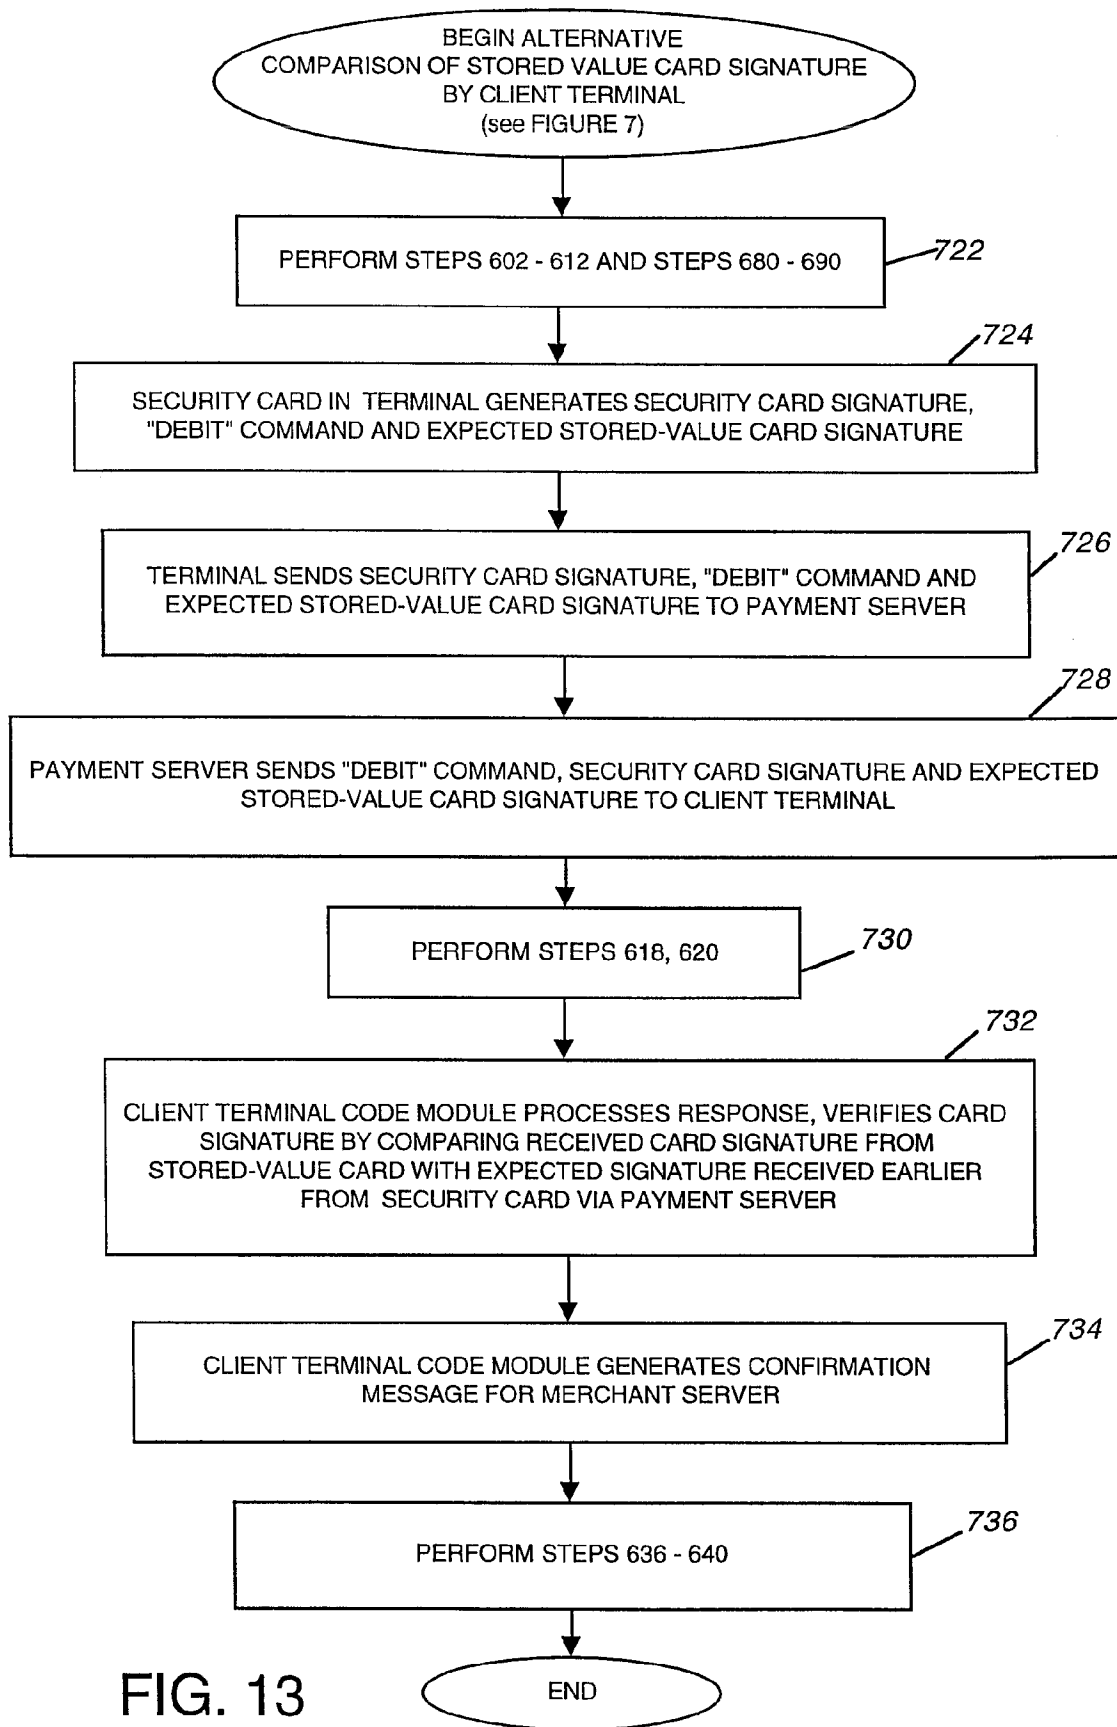 BEGIN ALTERNATIVE
COMPARISON OF STORED VALUE CARD SIGNATURE
BY CLIENT TERMINAL
(see FIGURE 7)
PERFORM STEPS 602 - 612 AND STEPS 680 - 690
722
724
SECURITY CARD IN TERMINAL GENERATES SECURITY CARD SIGNATURE,
"DEBIT" COMMAND AND EXPECTED STORED-VALUE CARD SIGNATURE
726
TERMINAL SENDS SECURITY CARD SIGNATURE, "DEBIT" COMMAND AND
EXPECTED STORED-VALUE CARD SIGNATURE TO PAYMENT SERVER
728
PAYMENT SERVER SENDS "DEBIT" COMMAND, SECURITY CARD SIGNATURE AND EXPECTED
STORED-VALUE CARD SIGNATURE TO CLIENT TERMINAL
PERFORM STEPS 618, 620
730
732
CLIENT TERMINAL CODE MODULE PROCESSES RESPONSE, VERIFIES CARD
SIGNATURE BY COMPARING RECEIVED CARD SIGNATURE FROM
STORED-VALUE CARD WITH EXPECTED SIGNATURE RECEIVED EARLIER
FROM SECURITY CARD VIA PAYMENT SERVER
734
CLIENT TERMINAL CODE MODULE GENERATES CONFIRMATION
MESSAGE FOR MERCHANT SERVER
736
PERFORM STEPS 636 - 640
END
FIG. 13